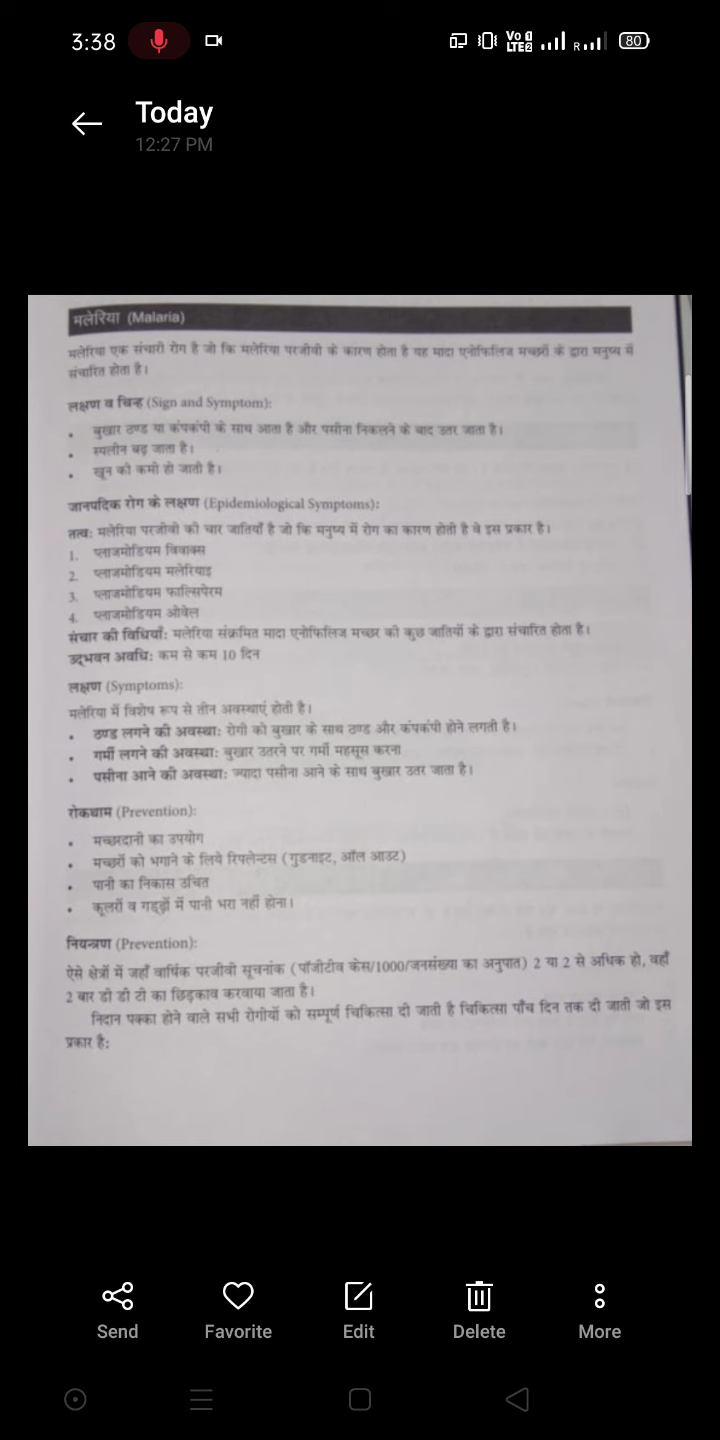 3:38
Vo 1
LTE2
R
80
Today
12:27 PM
मलेरिया (Malaria)
मलेरिया एक संचारी रोग है जो कि मलेरिया परजीवी के कारण होता है यह मादा एनोफिलिज मच्छरों के द्वारा मनुष्य में
संचारित होता है।
लक्षण व चिन्ह (Sign and Symptom):
• बुखार ठण्ड या कंपकंपी के साथ आता है और पसीना निकलने के बाद उतर जाता है।
• स्पलीन बढ़ जाता है।
• खून की कमी हो जाती है।
जानपदिक रोग के लक्षण (Epidemiological Symptoms):
तत्व: मलेरिया परजीवी की चार जातियाँ है जो कि मनुष्य में रोग का कारण होती है वे इस प्रकार है।
1. प्लाजमोडियम विवाक्स
2. प्लाजमोडियम मलेरियाइ
3. प्लाजमोडियम फाल्सिपेरम
4. प्लाजमोडियम ओवेल
संचार की विधियाँ: मलेरिया संक्रमित मादा एनोफिलिज मच्छर की कुछ जातियों के द्वारा संचारित होता है।
उद्भवन अवधि: कम से कम 10 दिन
लक्षण (Symptoms):
मलेरिया में विशेष रूप से तीन अवस्थाएं होती है।
• ठण्ड लगने की अवस्था: रोगी को बुखार के साथ ठण्ड और कंपकंपी होने लगती है।
• गर्मी लगने की अवस्था: बुखार उतरने पर गर्मी महसूस करना
• पसीना आने की अवस्था: ज्यादा पसीना आने के साथ बुखार उतर जाता है।
रोकथाम (Prevention):
• मच्छरदानी का उपयोग
• मच्छरों को भगाने के लिये रिपलेन्टस (गुडनाइट, ऑल आउट)
• पानी का निकास उचित
• कूलरों व गड्ढ़ों में पानी भरा नहीं होना।
नियन्त्रण (Prevention):
ऐसे क्षेत्रों में जहाँ वार्षिक परजीवी सूचनांक (पॉजीटीव केस/1000/जनसंख्या का अनुपात) 2 या 2 से अधिक हो, वहाँ
2 बार डी डी टी का छिड़काव करवाया जाता है।
निदान पक्का होने वाले सभी रोगीयों को सम्पूर्ण चिकित्सा दी जाती है चिकित्सा पाँच दिन तक दी जाती जो इस
प्रकार है:
Send
Favorite
Edit
Delete
More